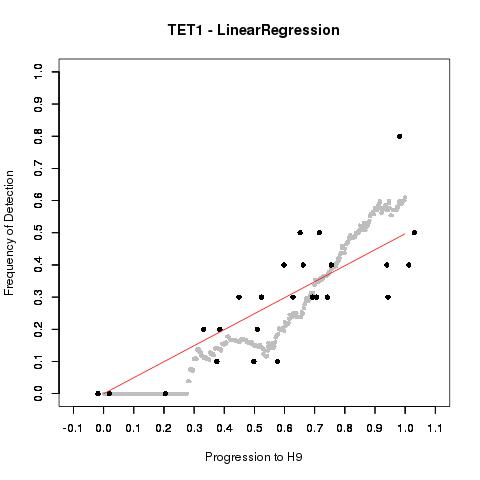 TET1 - LinearRegression
Frequency of Detection
1.0
0.9
0.8
0.7
0.6
0.5
0.4
0.3
0.2
0.1
0.0
-0.1 0.0 0.1 0.2 0.3 0.4 0.5 0.6 0.7 0.8 0.9 1.0 1.1
Progression to H9